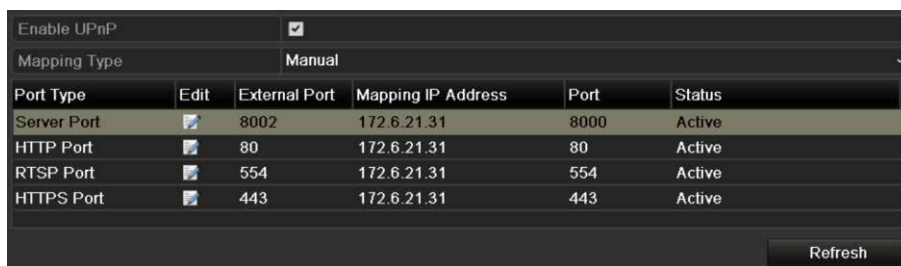 Enable UPnP
Mapping Type Manual
Port Type Edit External Port Mapping IP Address Port Status
Server Port 8002 172.6.21.31 8000 Active
HTTP Port 80 172.6.21.31 80 Active
RTSP Port 554 172.6.21.31 554 Active
HTTPS Port 443 172.6.21.31 443 Active
Refresh